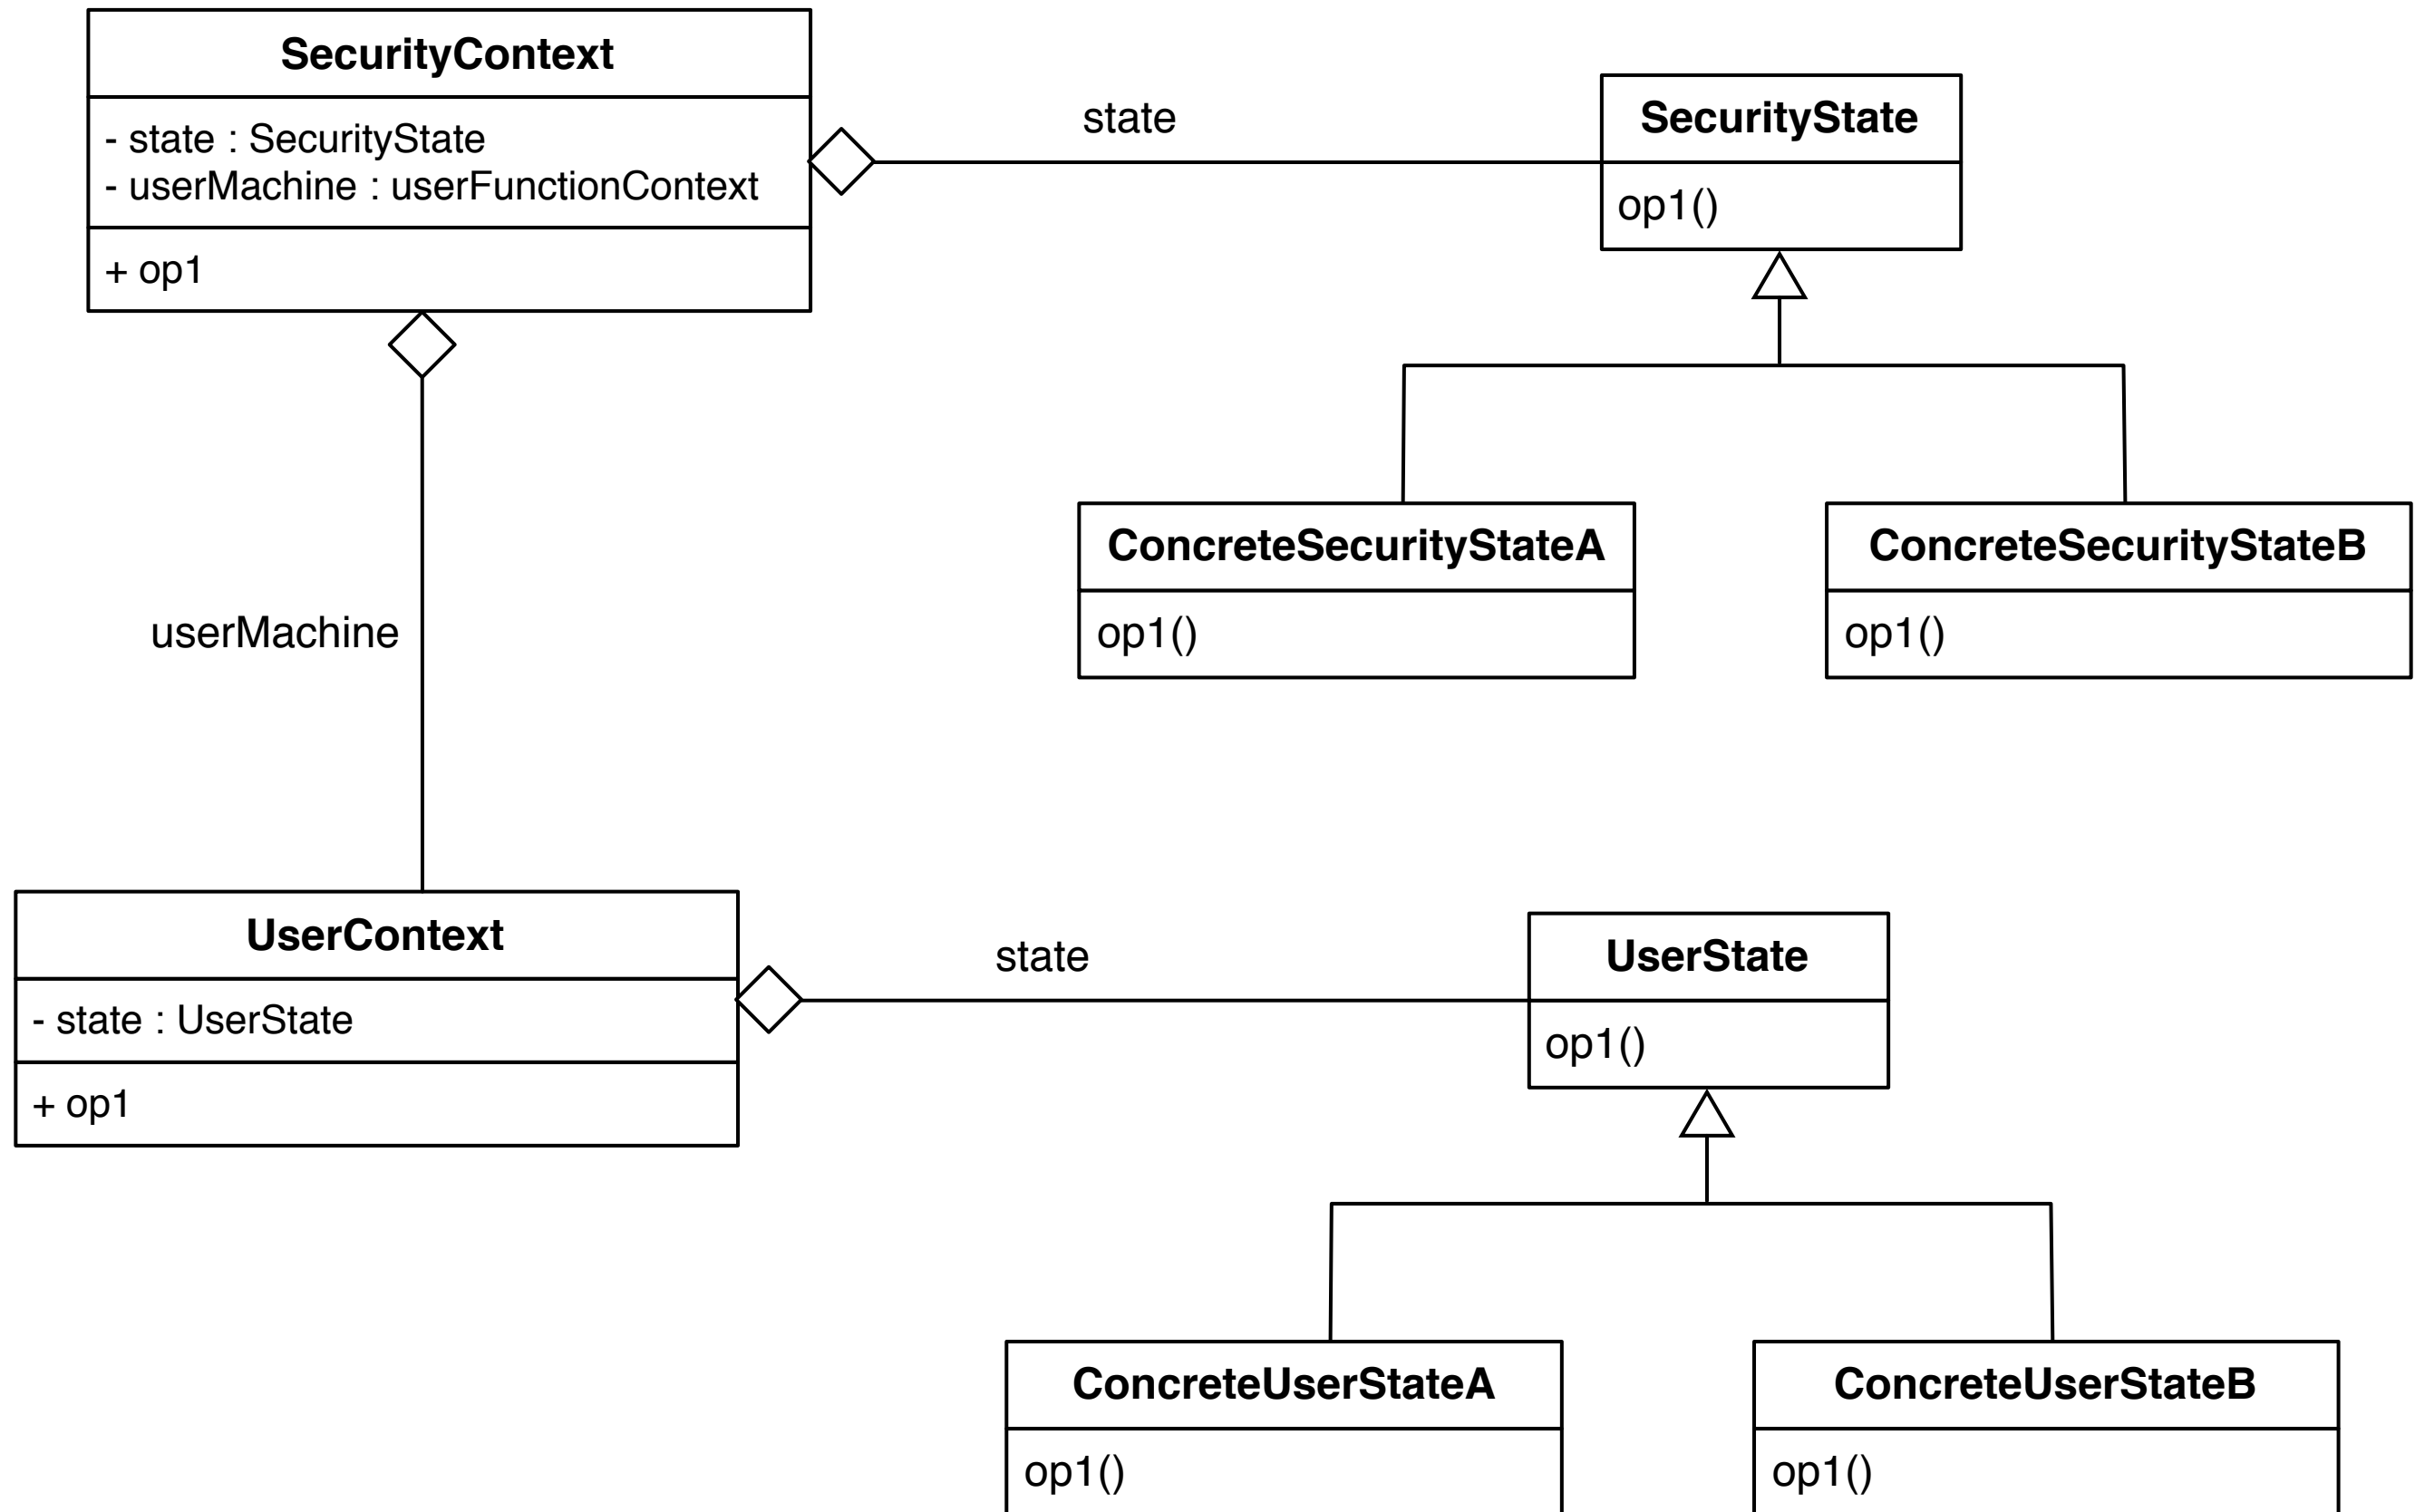 SecurityContext
- state : SecurityState
- userMachine : userFunctionContext
+ op1
state
SecurityState
op1()
ConcreteSecurityStateA
op1()
ConcreteSecurityStateB
op1()
userMachine
UserContext
- state : UserState
+ op1
state
UserState
op1()
ConcreteUserStateA
op1()
ConcreteUserStateB
op1()